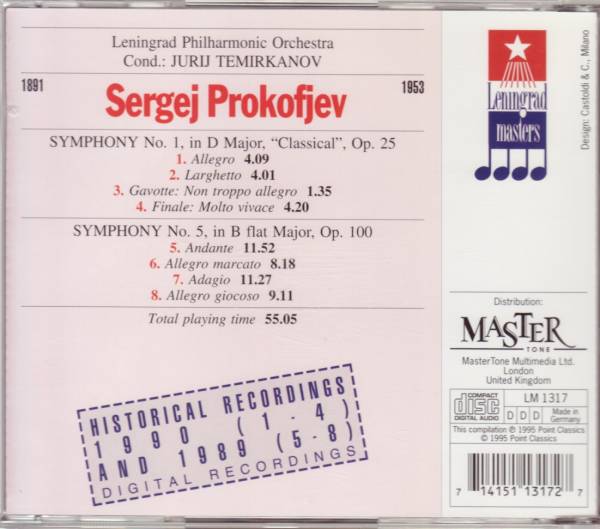 Leningrad Philharmonic Orchestra
Cond.: JURIJ TEMIRKANOV
1891
1953
Sergej Prokofjev
SYMPHONY No. 1, in D Major, “Classical”, Op. 25
1. Allegro 4.09
2. Larghetto 4.01
3. Gavotte: Non troppo allegro 1.35
4. Finale: Molto vivace 4.20
SYMPHONY No. 5, in B flat Major, Op. 100
5. Andante 11.52
6. Allegro marcato 8.18
7. Adagio 11.27
8. Allegro giocoso 9.11
Total playing time 55.05
HISTORICAL RECORDINGS
1990 (1-4)
AND 1989 (5-8)
DIGITAL RECORDINGS
Leningrad
masters
Design: Castoldi & C., Milano
Distribution:
MASTER
TONE
MasterTone Multimedia Ltd.
London
United Kingdom
COMPACT
disc
DIGITAL AUDIO
LM 1317
D D D
Made in
Germany
This compilation ℗ 1995 Point Classics
© 1995 Point Classics
7 14151 13172 7